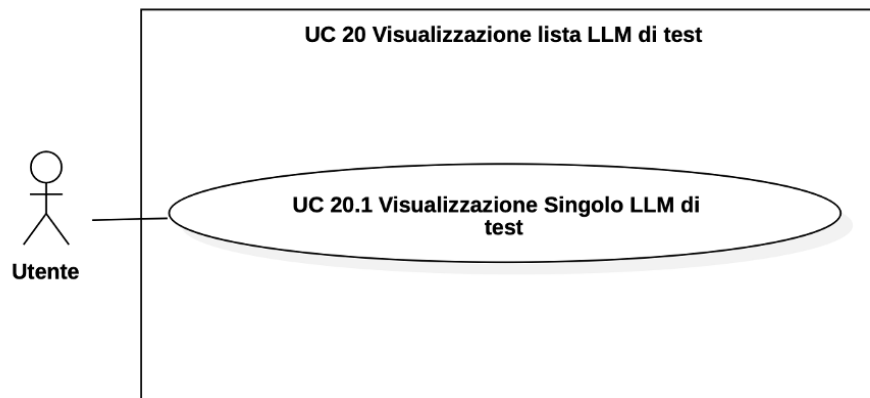 UC 20 Visualizzazione lista LLM di test
UC 20.1 Visualizzazione Singolo LLM di
test
Utente